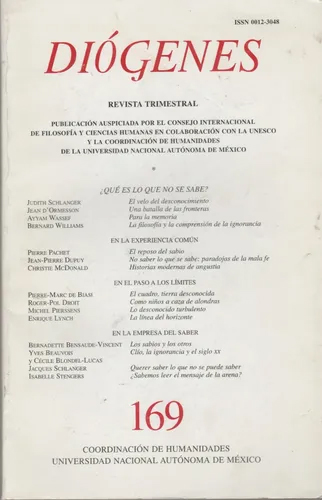 ISSN 0012-3048
DIÓGENES
REVISTA TRIMESTRAL
PUBLICACIÓN AUSPICIADA POR EL CONSEJO INTERNACIONAL
DE FILOSOFÍA Y CIENCIAS HUMANAS EN COLABORACIÓN CON LA UNESCO
Y LA COORDINACIÓN DE HUMANIDADES
DE LA UNIVERSIDAD NACIONAL AUTÓNOMA DE MÉXICO
*
¿QUÉ ES LO QUE NO SE SABE?
JUDITH SCHLANGER El velo del desconocimiento
JEAN D'ORMESSON Una batalla de las fronteras
AYYAM WASSEF Para la memoria
BERNARD WILLIAMS La filosofía y la comprensión de la ignorancia
EN LA EXPERIENCIA COMÚN
PIERRE PACHET El reposo del sabio
JEAN-PIERRE DUPUY No saber lo que se sabe: paradojas de la mala fe
CHRISTIE MCDONALD Historias modernas de angustia
EN EL PASO A LOS LÍMITES
PIERRE-MARC DE BIASI El cuadro, tierra desconocida
ROGER-POL DROIT Como niños a caza de alondras
MICHEL PIERSSENS Lo desconocido turbulento
ENRIQUE LYNCH La línea del horizonte
EN LA EMPRESA DEL SABER
BERNADETTE BENSAUDE-VINCENT Los sabios y los otros
YVES BEAUVOIS Clío, la ignorancia y el siglo XX
Y CÉCILE BLONDEL-LUCAS
JACQUES SCHLANGER Querer saber lo que no se puede saber
ISABELLE STENGERS ¿Sabemos leer el mensaje de la arena?
169
COORDINACIÓN DE HUMANIDADES
UNIVERSIDAD NACIONAL AUTÓNOMA DE MÉXICO